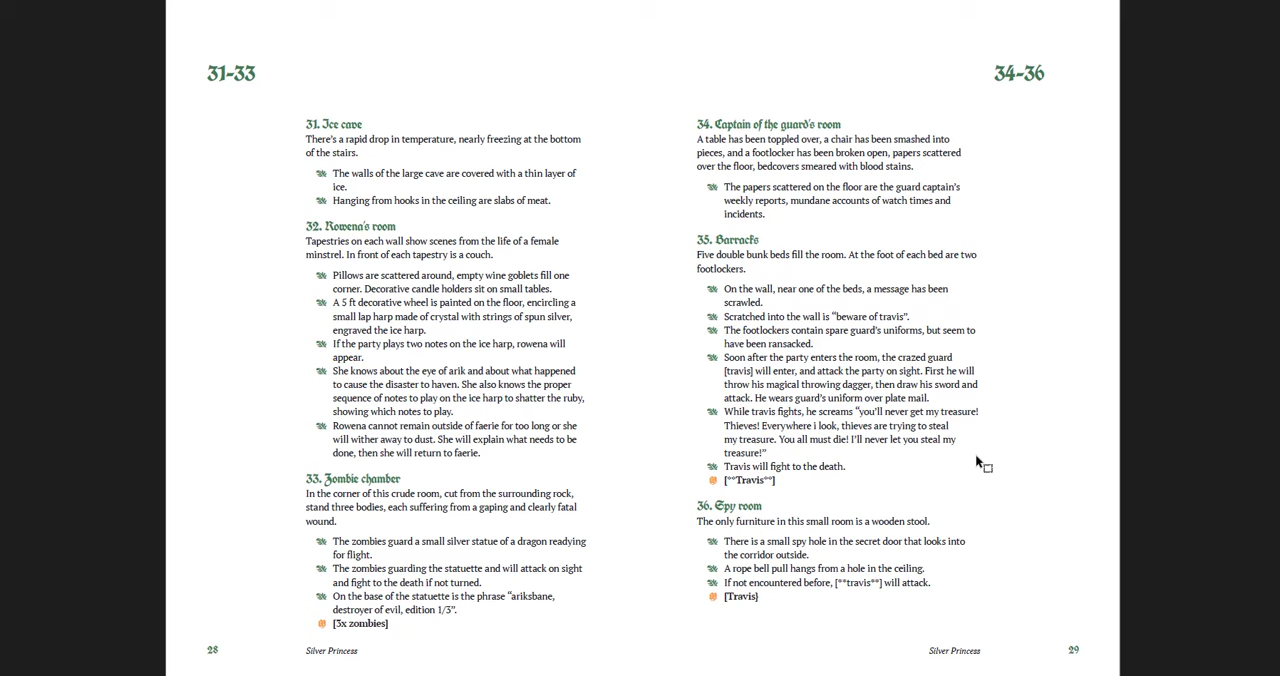 31-33
31. Ice cave
There's a rapid drop in temperature, nearly freezing at the bottom
of the stairs.
The walls of the large cave are covered with a thin layer of
ice.
Hanging from hooks in the ceiling are slabs of meat.
32. Rowena's room
Tapestries on each wall show scenes from the life of a female
minstrel. In front of each tapestry is a couch.
Pillows are scattered around, empty wine goblets fill one
corner. Decorative candle holders sit on small tables.
A 5 ft decorative wheel is painted on the floor, encircling a
small lap harp made of crystal with strings of spun silver,
engraved the ice harp.
If the party plays two notes on the ice harp, rowena will
appear.
She knows about the eye of arik and about what happened
to cause the disaster to haven. She also knows the proper
sequence of notes to play on the ice harp to shatter the ruby,
showing which notes to play.
Rowena cannot remain outside of faerie for too long or she
will wither away to dust. She will explain what needs to be
done, then she will return to faerie.
33. Zombie chamber
In the corner of this crude room, cut from the surrounding rock,
stand three bodies, each suffering from a gaping and clearly fatal
wound.
The zombies guard a small silver statue of a dragon readying
for flight.
The zombies guarding the statuette and will attack on sight
and fight to the death if not turned.
On the base of the statuette is the phrase “ariksbane,
destroyer of evil, edition 1/3”.
[3x zombies]
28
Silver Princess
34-36
34. Captain of the guard's room
A table has been toppled over, a chair has been smashed into
pieces, and a footlocker has been broken open, papers scattered
over the floor, bedcovers smeared with blood stains.
The papers scattered on the floor are the guard captain's
weekly reports, mundane accounts of watch times and
incidents.
35. Barracks
Five double bunk beds fill the room. At the foot of each bed are two
footlockers.
On the wall, near one of the beds, a message has been
scrawled.
Scratched into the wall is “beware of travis”.
The footlockers contain spare guard's uniforms, but seem to
have been ransacked.
Soon after the party enters the room, the crazed guard
[travis] will enter, and attack the party on sight. First he will
throw his magical throwing dagger, then draw his sword and
attack. He wears guard's uniform over plate mail.
While travis fights, he screams “you'll never get my treasure!
Thieves! Everywhere i look, thieves are trying to steal
my treasure. You all must die! I'll never let you steal my
treasure!”
Travis will fight to the death.
[**Travis**]
36. Spy room
The only furniture in this small room is a wooden stool.
There is a small spy hole in the secret door that looks into
the corridor outside.
A rope bell pull hangs from a hole in the ceiling.
If not encountered before, [**travis**] will attack.
[Travis}
Silver Princess
29